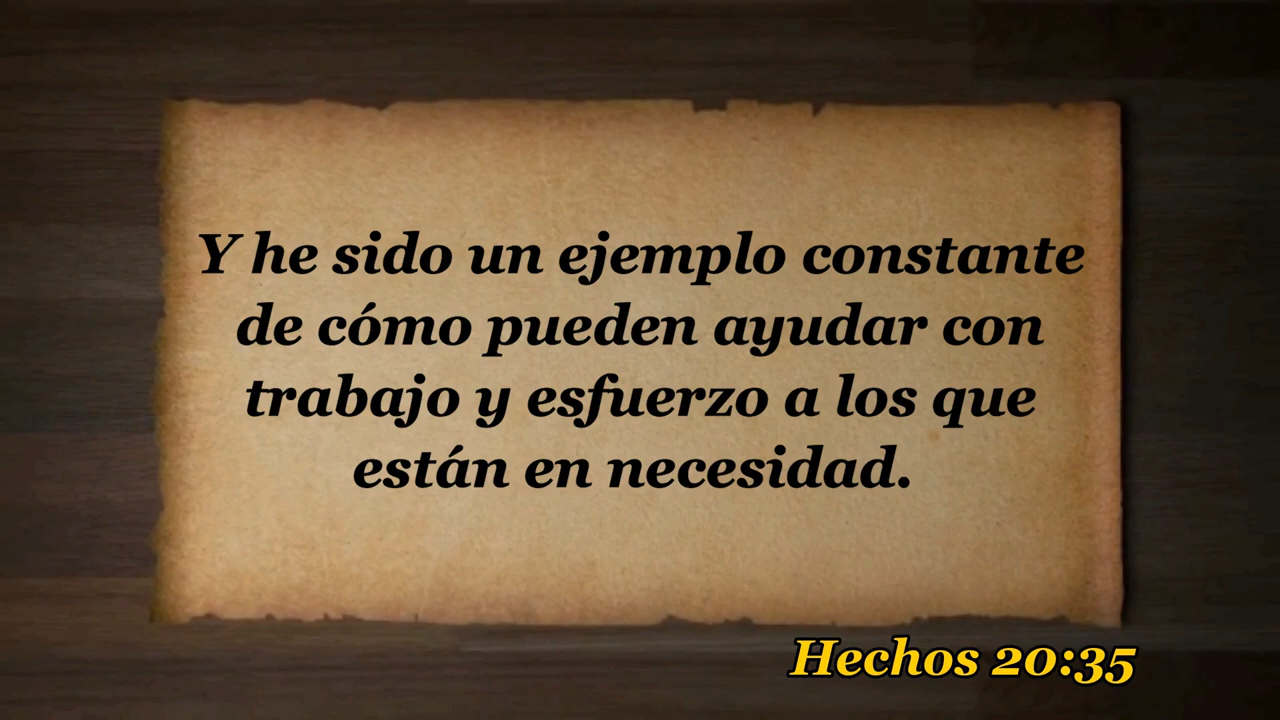 Y he sido un ejemplo constante
de cómo pueden ayudar con
trabajo y esfuerzo a los que
están en necesidad.
Hechos 20:35